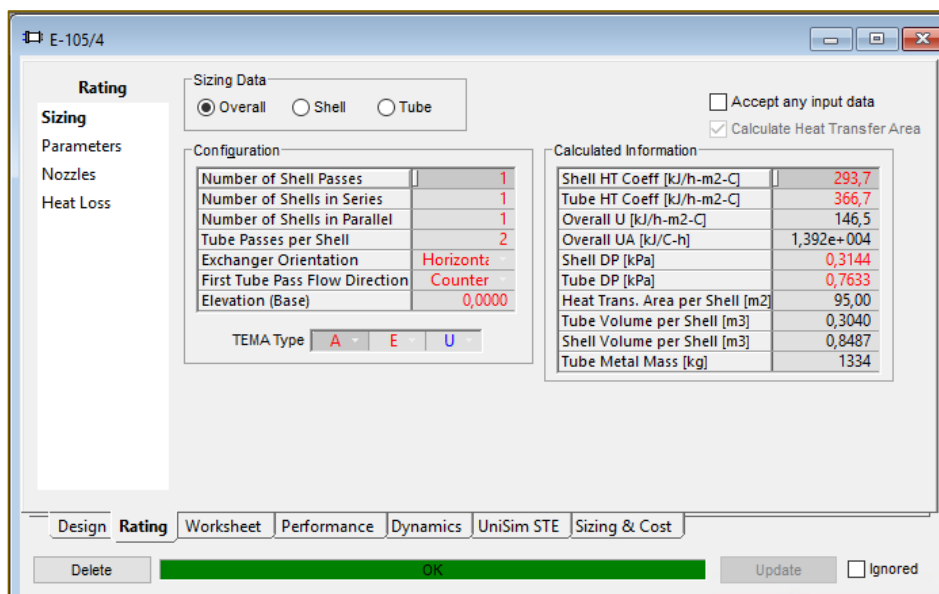 E-105/4
Rating
Sizing
Parameters
Nozzles
Heat Loss
Sizing Data
Overall Shell Tube
Accept any input data
Calculate Heat Transfer Area
Configuration
Number of Shell Passes 1
Number of Shells in Series 1
Number of Shells in Parallel 1
Tube Passes per Shell 2
Exchanger Orientation Horizonta
First Tube Pass Flow Direction Counter
Elevation (Base) 0,0000
TEMA Type A E U
Calculated Information
Shell HT Coeff [kJ/h-m2-C] 293,7
Tube HT Coeff [kJ/h-m2-C] 366,7
Overall U [kJ/h-m2-C] 146,5
Overall UA [kJ/C-h] 1,392e+004
Shell DP [kPa] 0,3144
Tube DP [kPa] 0,7633
Heat Trans. Area per Shell [m2] 95,00
Tube Volume per Shell [m3] 0,3040
Shell Volume per Shell [m3] 0,8487
Tube Metal Mass [kg] 1334
Design Rating Worksheet Performance Dynamics UniSim STE Sizing & Cost
Delete OK Update Ignored